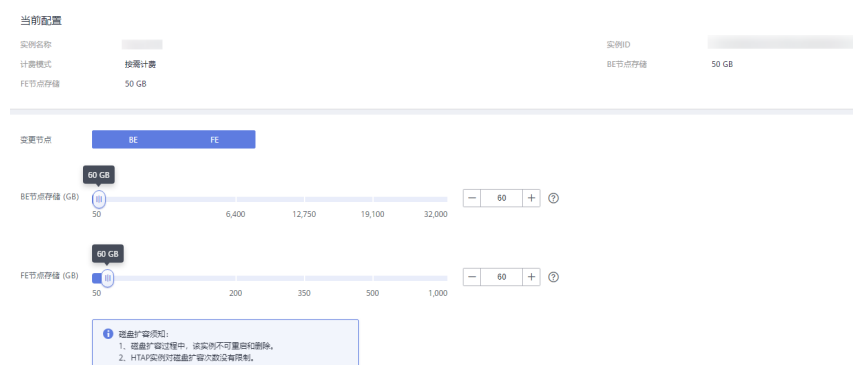 当前配置
实例名称 实例ID
计费模式 按需计费 BE节点存储 50 GB
FE节点存储 50 GB
变更节点 BE FE
60 GB
BE节点存储 (GB) 60
50 6,400 12,750 19,100 32,000
60 GB
FE节点存储 (GB) 60
50 200 350 500 1,000
磁盘扩容须知：
1、磁盘扩容过程中，该实例不可重启和删除。
2、HTAP实例对磁盘扩容次数没有限制。